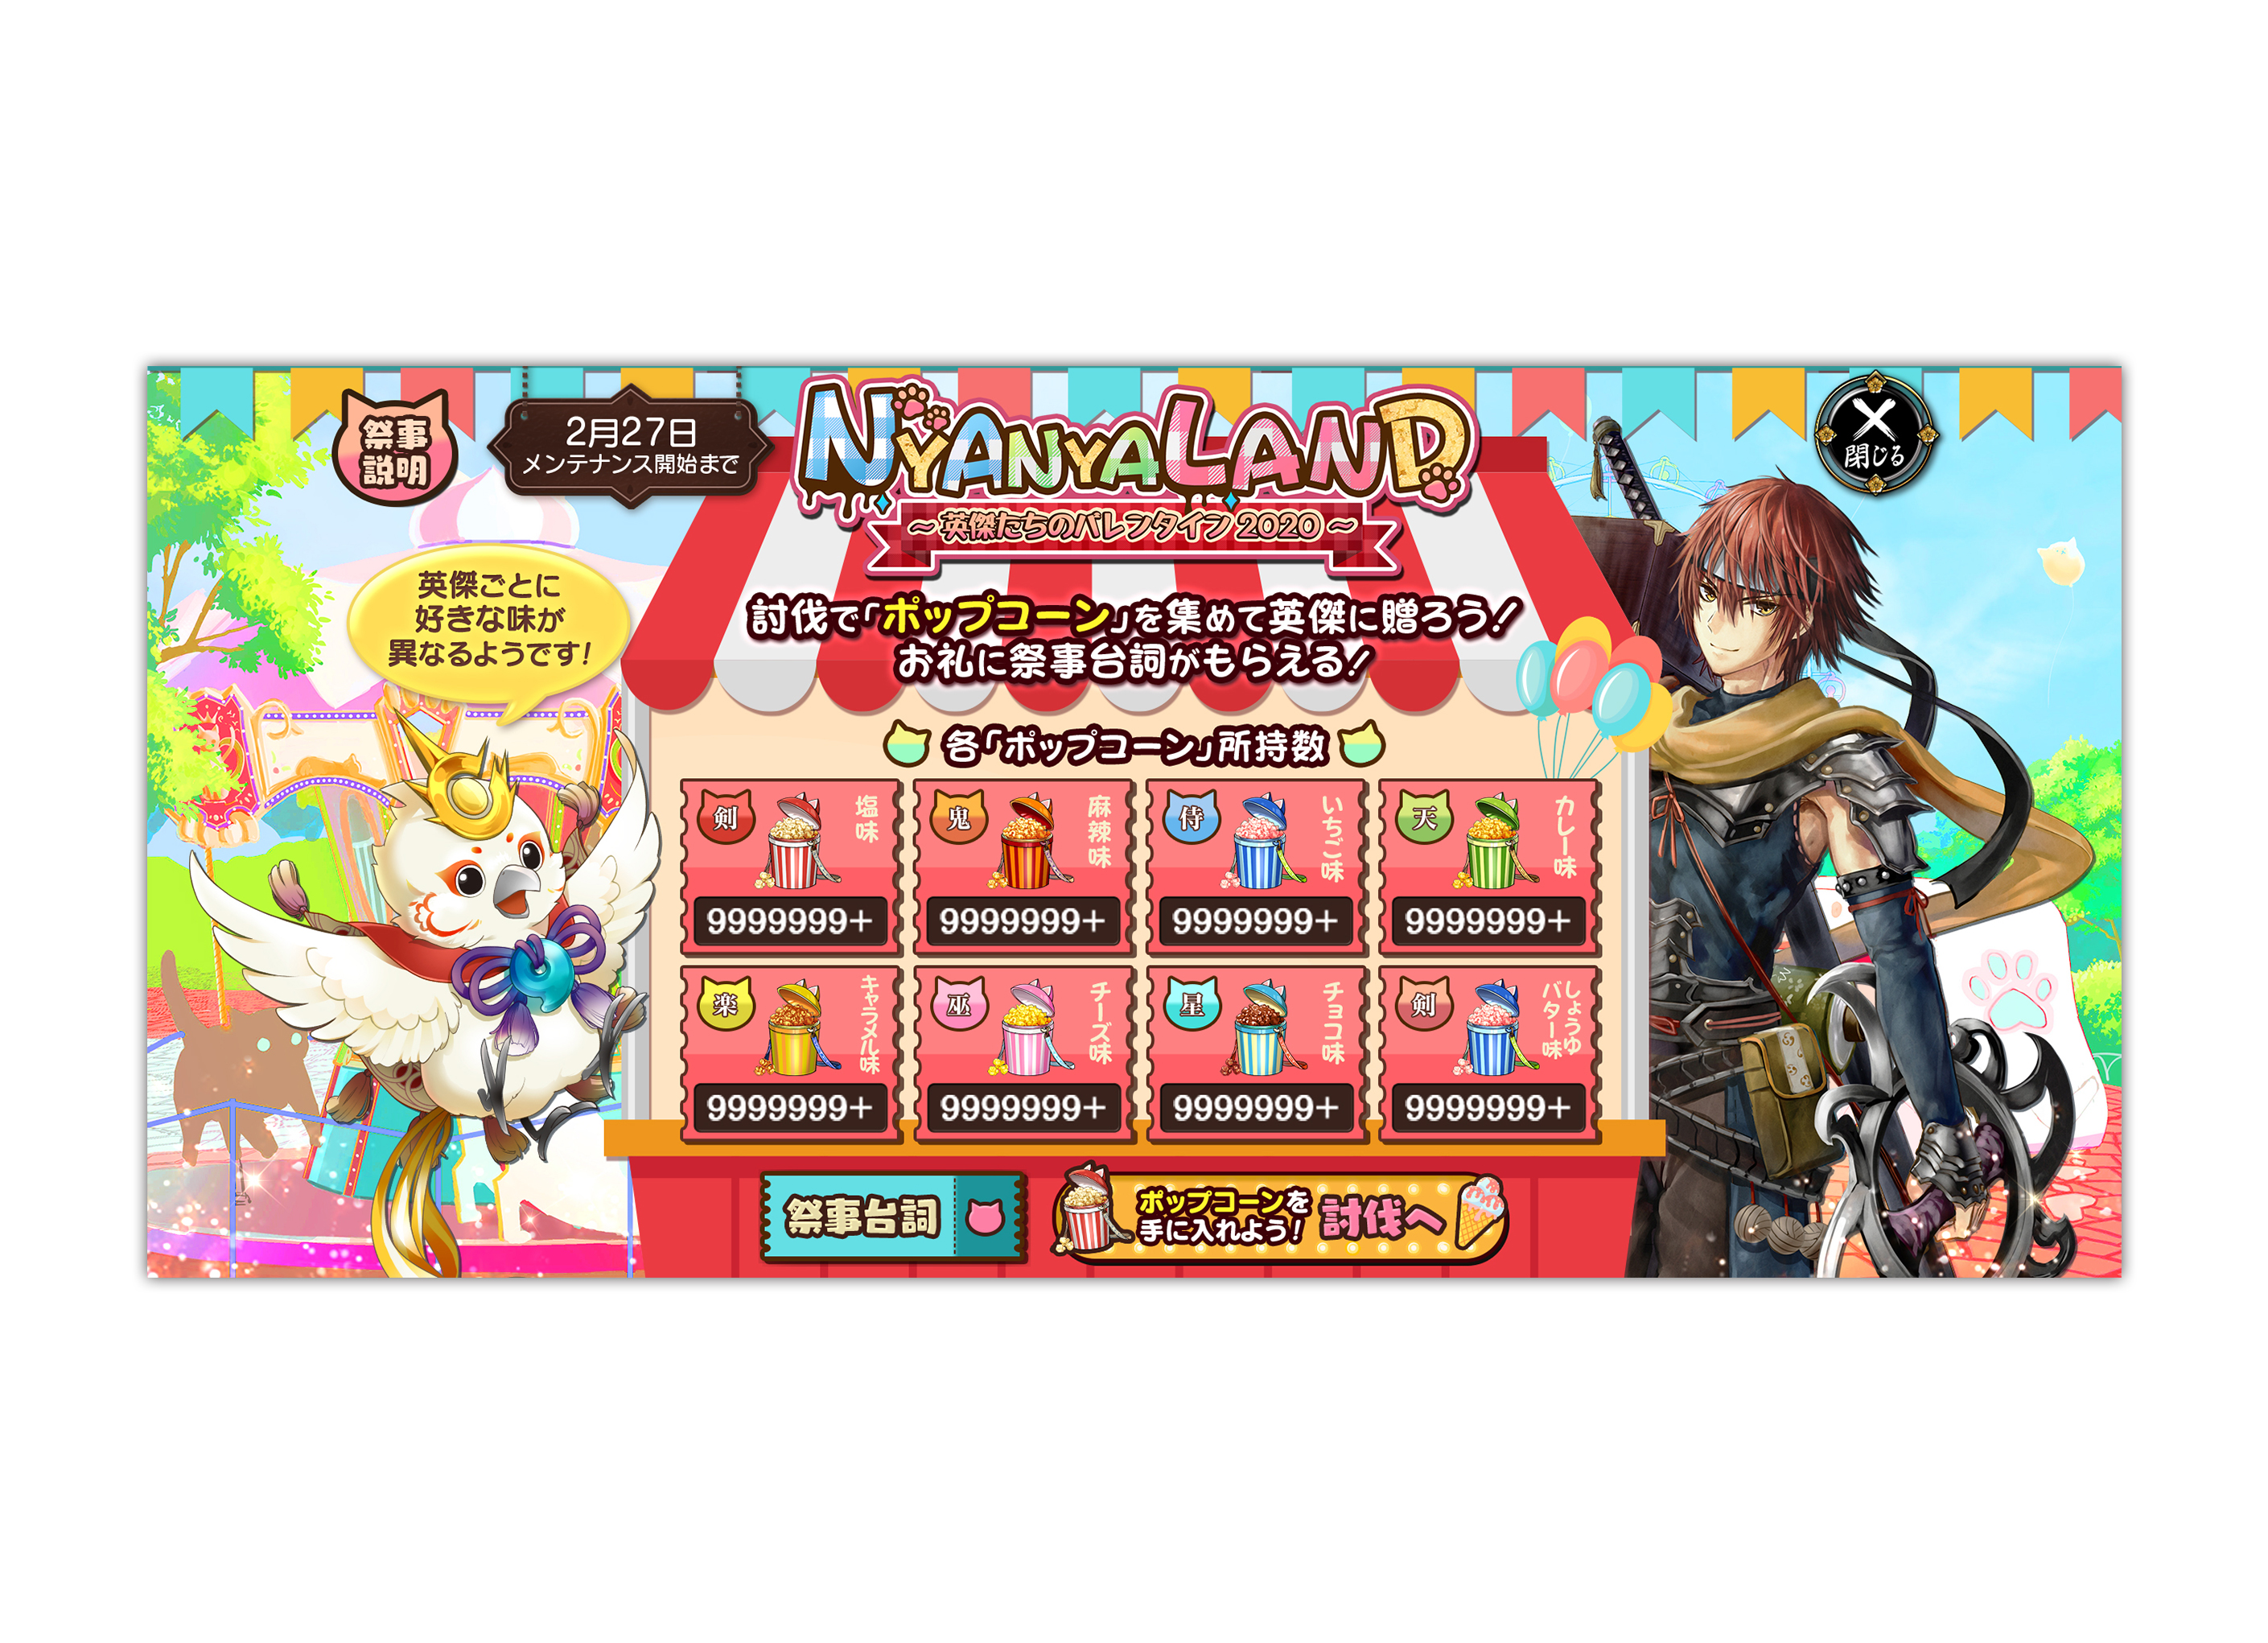 祭事
説明
2月27日
メンテナンス開始まで
NYANYALAND
～英傑たちのバレンタイン2020～
×
閉じる
英傑ごとに
好きな味が
異なるようです!
討伐で「ポップコーン」を集めて英傑に贈ろう!
お礼に祭事台詞がもらえる!
各「ポップコーン」所持数
剣
塩味
9999999+
鬼
麻辣味
9999999+
侍
いちご味
9999999+
天
カレー味
9999999+
楽
キャラメル味
9999999+
巫
チーズ味
9999999+
星
チョコ味
9999999+
剣
しょうゆ
バター味
9999999+
祭事台詞
ポップコーンを
手に入れよう!
討伐へ